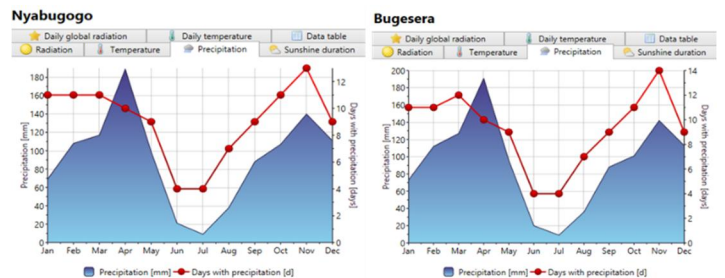 Nyabugogo
Daily global radiation Daily temperature Data table
Radiation Temperature Precipitation Sunshine duration
Precipitation [mm]
180
160
140
120
100
80
60
40
20
0
12
10
8
6
4
2
0
Days with precipitation [days]
Jan Feb Mar Apr May Jun Jul Aug Sep Oct Nov Dec
Precipitation [mm] Days with precipitation [d]
Bugesera
Daily global radiation Daily temperature Data table
Radiation Temperature Precipitation Sunshine duration
Precipitation [mm]
200
180
160
140
120
100
80
60
40
20
0
14
12
10
8
6
4
2
0
Days with precipitation [days]
Jan Feb Mar Apr May Jun Jul Aug Sep Oct Nov Dec
Precipitation [mm] Days with precipitation [d]